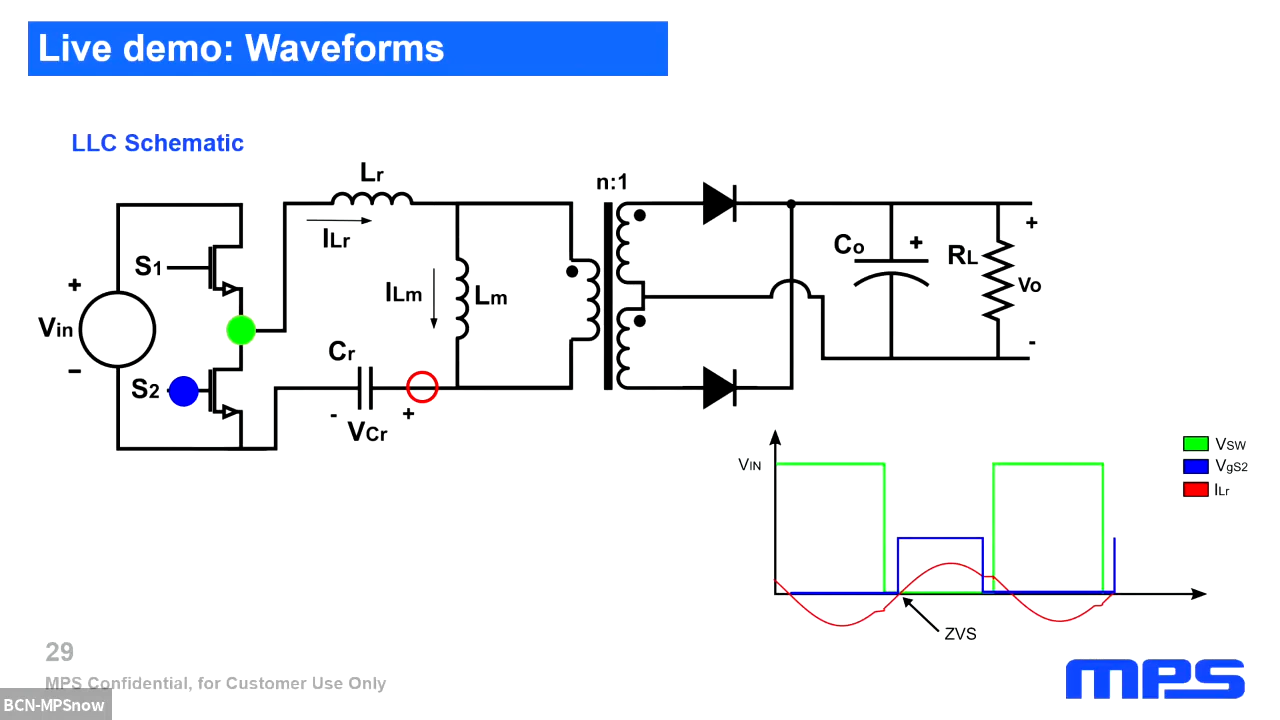 Live demo: Waveforms
LLC Schematic
Lr
n:1
ILr
S1
+
Vin
–
S2
ILm
Lm
Cr
-
+
VCr
Co
+
RL
+
Vo
-
VIN
VSW
VgS2
ILr
ZVS
29
MPS Confidential, for Customer Use Only
BCN-MPSnow
mps